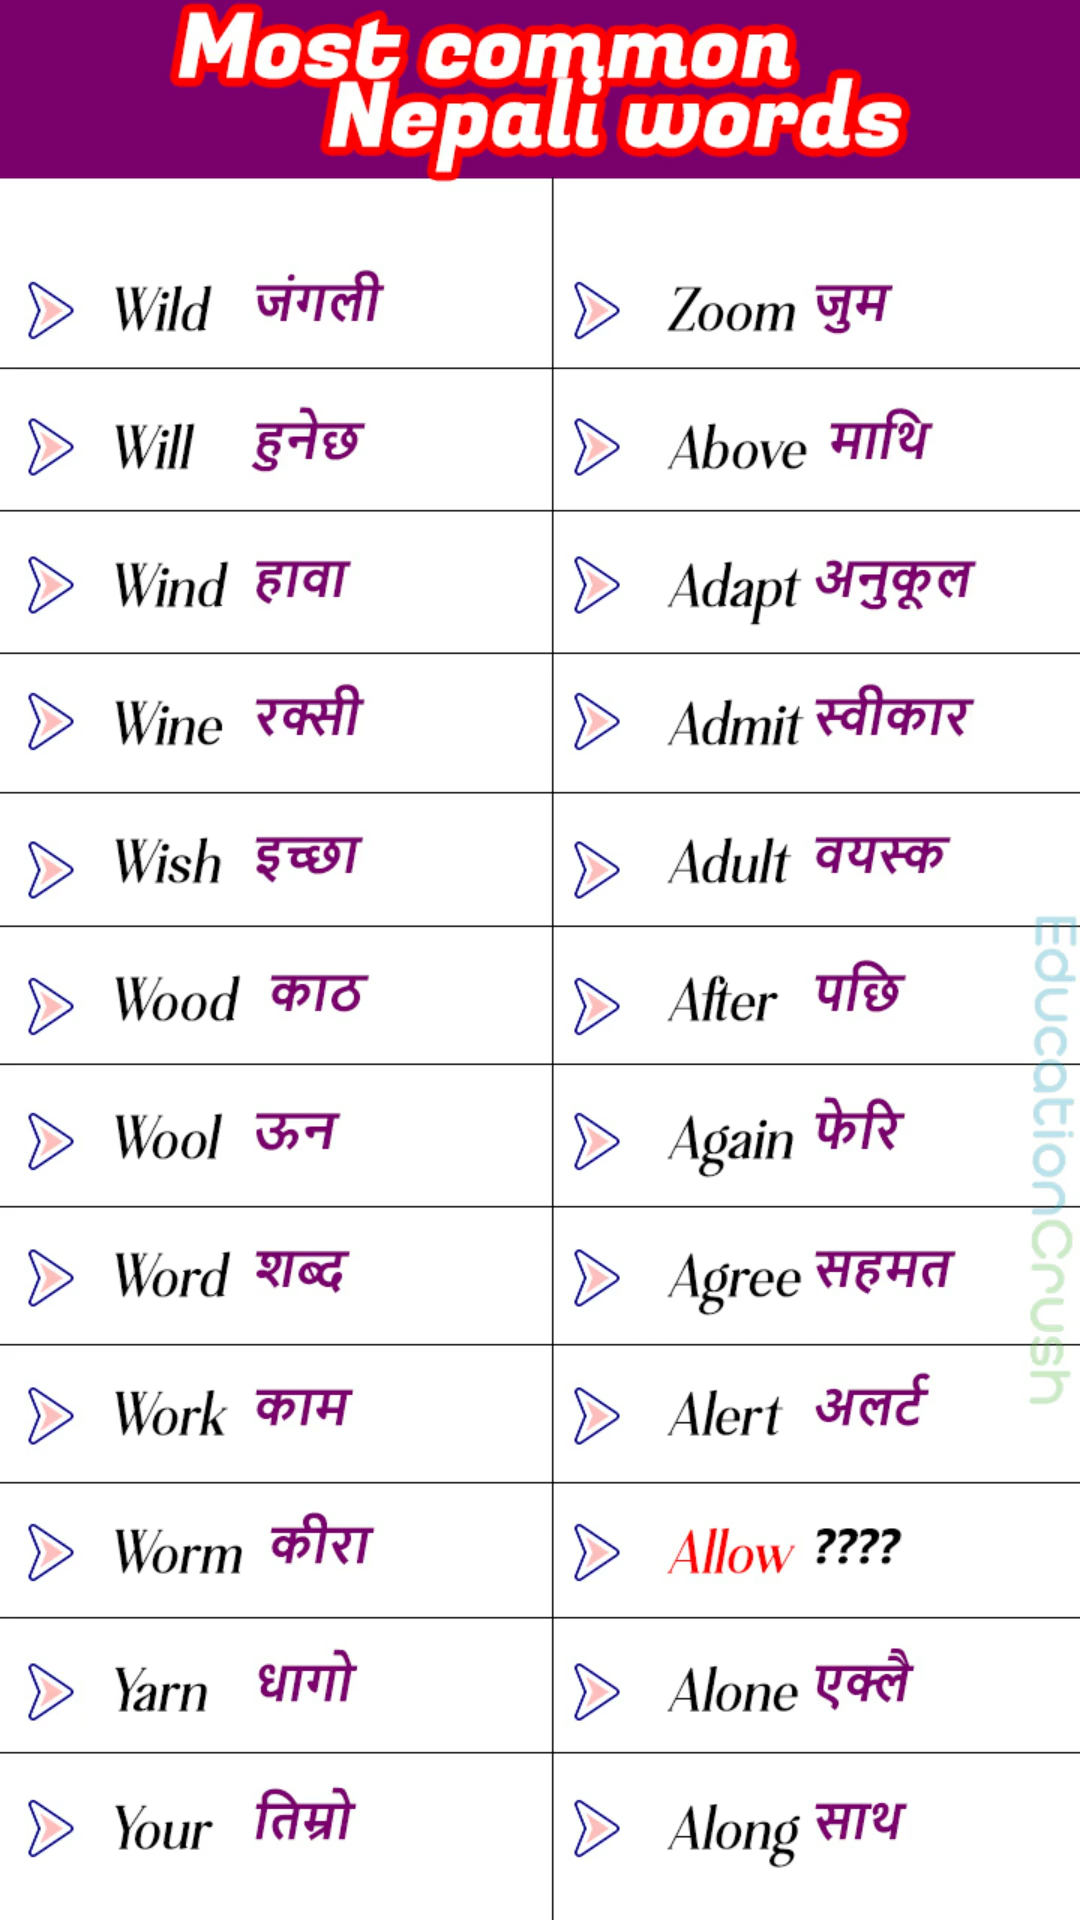 Most common
Nepali words
Wild जंगली
Zoom जुम
Will हुनेछ
Above माथि
Wind हावा
Adapt अनुकूल
Wine रक्सी
Admit स्वीकार
Wish इच्छा
Adult वयस्क
Wood काठ
After पछि
Wool ऊन
Again फेरि
Word शब्द
Agree सहमत
Work काम
Alert अलर्ट
Worm कीरा
Allow ????
Yarn धागो
Alone एक्लै
Your तिम्रो
Along साथ
EducationCrush